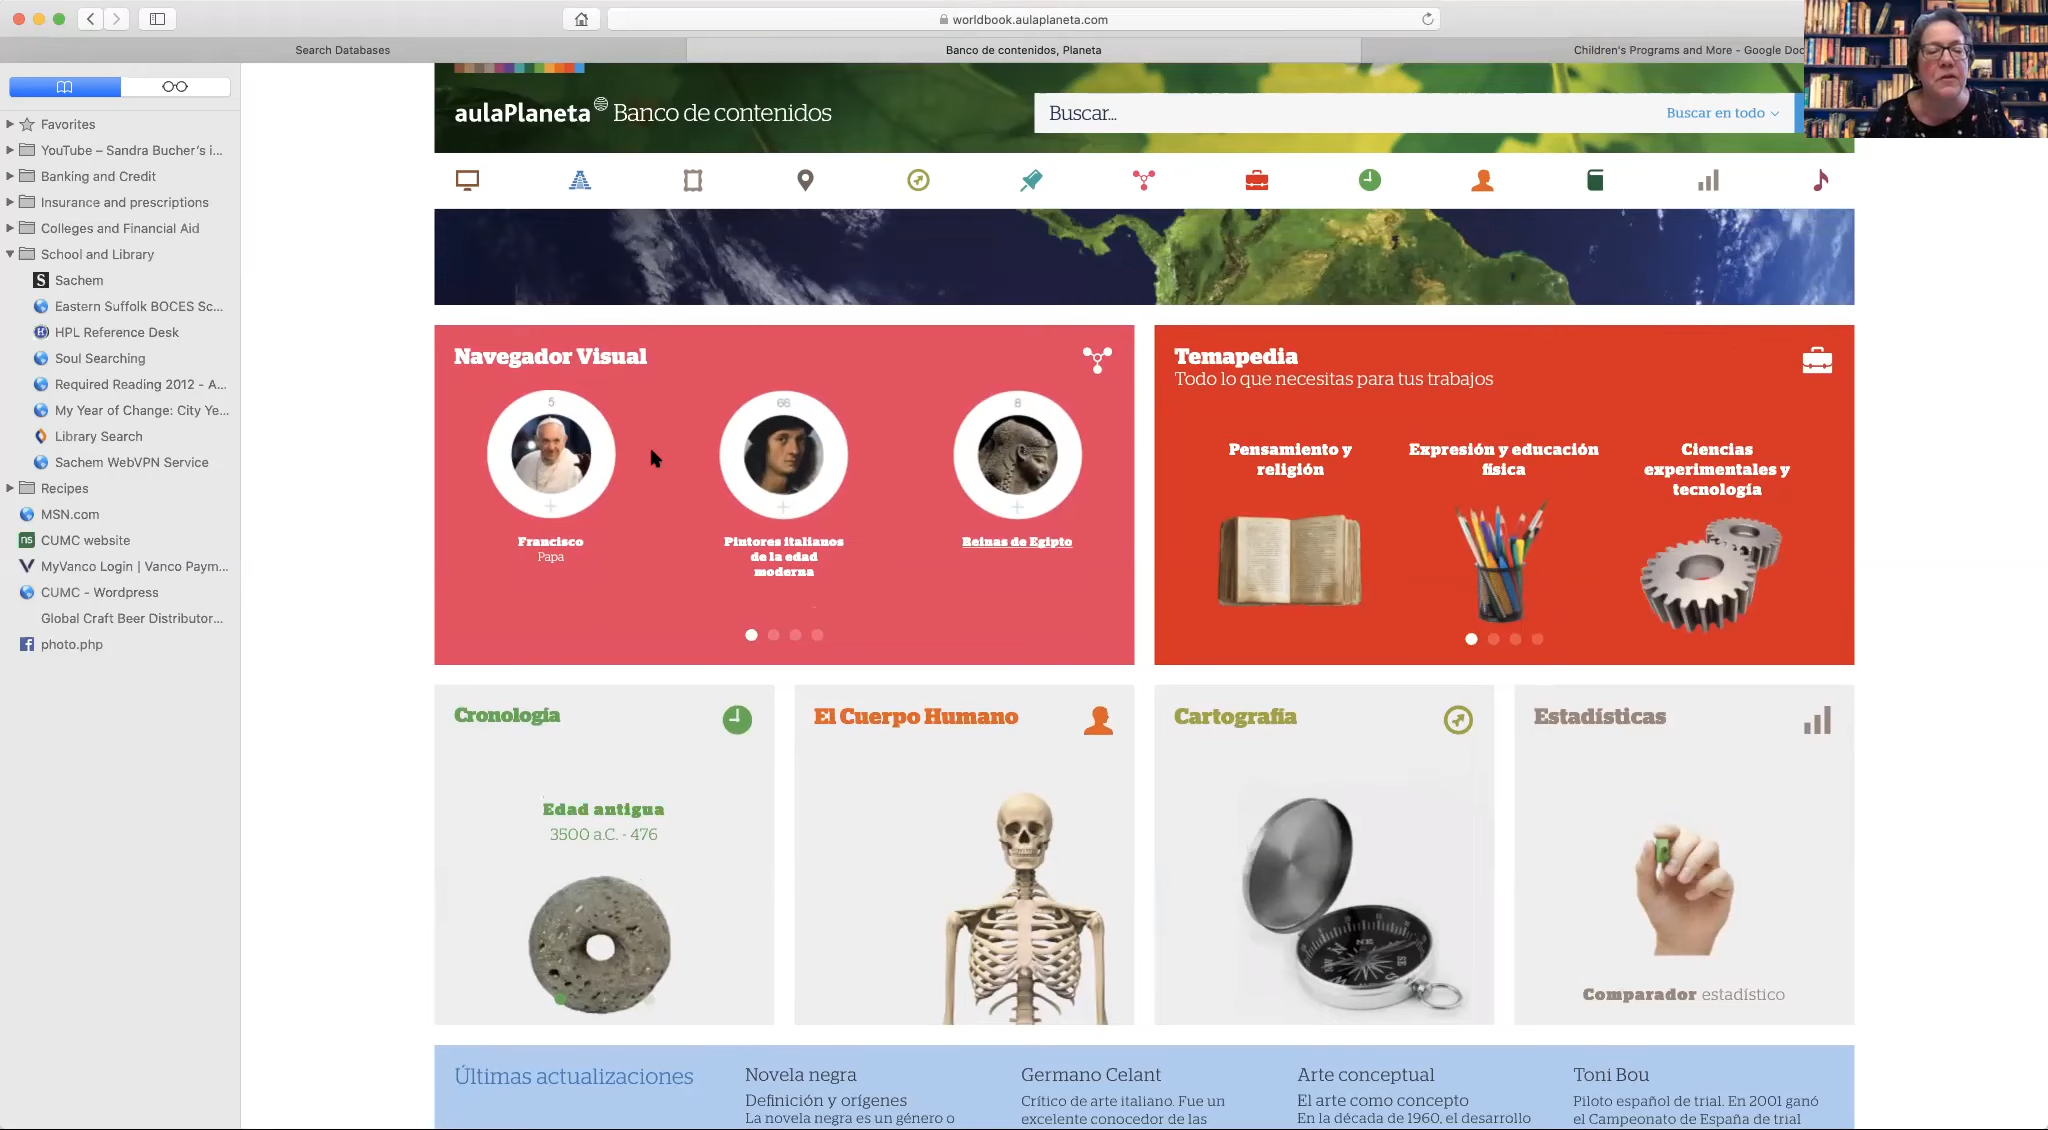 worldbook.aulaplaneta.com
Search Databases
Banco de contenidos, Planeta
Children's Programs and More - Google Doc
Favorites
YouTube – Sandra Bucher's i...
Banking and Credit
Insurance and prescriptions
Colleges and Financial Aid
School and Library
S Sachem
Eastern Suffolk BOCES Sc...
HPL Reference Desk
Soul Searching
Required Reading 2012 - A...
My Year of Change: City Ye...
Library Search
Sachem WebVPN Service
Recipes
MSN.com
ns CUMC website
MyVanco Login | Vanco Paym...
CUMC - Wordpress
Global Craft Beer Distributor...
photo.php
aulaPlaneta Banco de contenidos
Buscar...
Buscar en todo
Navegador Visual
5
66
8
Francisco
Papa
Pintores italianos
de la edad
moderna
Reinas de Egipto
Temapedia
Todo lo que necesitas para tus trabajos
Pensamiento y
religión
Expresión y educación
física
Ciencias
experimentales y
tecnología
Cronología
Edad antigua
3500 a.C. - 476
El Cuerpo Humano
Cartografía
NE
SE
SW
NW
Estadísticas
Comparador estadístico
Últimas actualizaciones
Novela negra
Definición y orígenes
La novela negra es un género o
Germano Celant
Crítico de arte italiano. Fue un
excelente conocedor de las
Arte conceptual
El arte como concepto
En la década de 1960, el desarrollo
Toni Bou
Piloto español de trial. En 2001 ganó
el Campeonato de España de trial